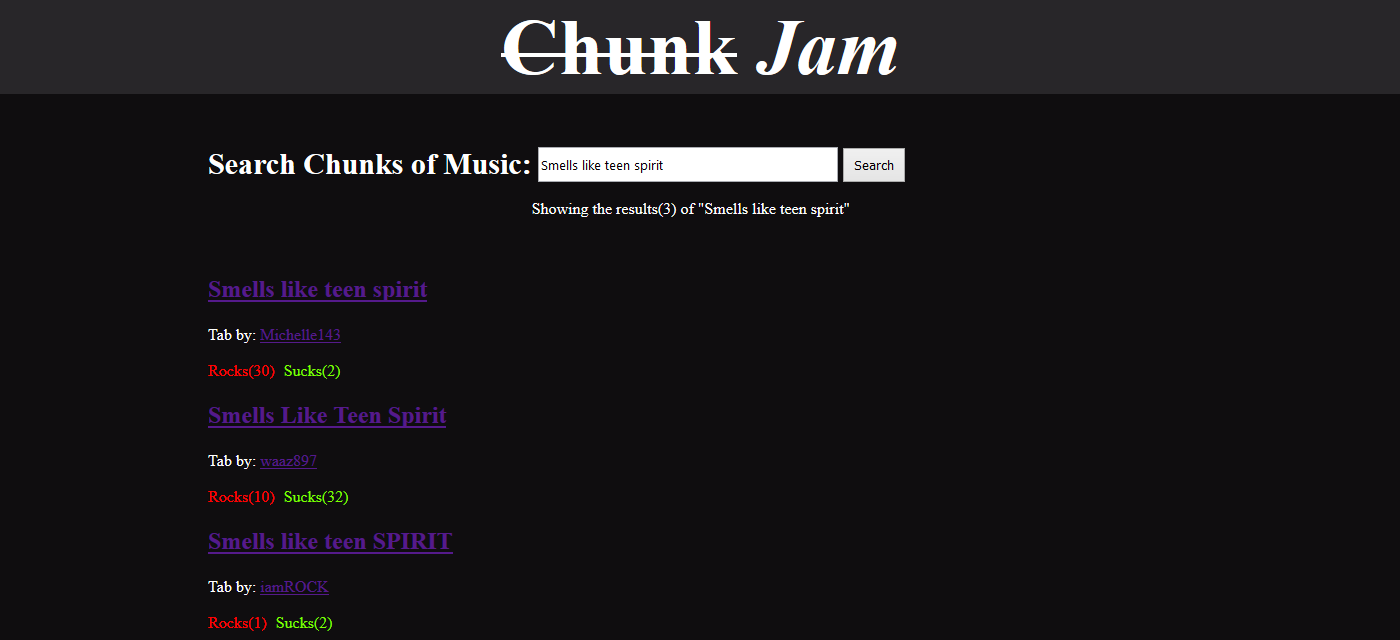 Chunk Jam
Search Chunks of Music: Smells like teen spirit Search
Showing the results(3) of "Smells like teen spirit"
Smells like teen spirit
Tab by: Michelle143
Rocks(30) Sucks(2)
Smells Like Teen Spirit
Tab by: waaz897
Rocks(10) Sucks(32)
Smells like teen SPIRIT
Tab by: iamROCK
Rocks(1) Sucks(2)